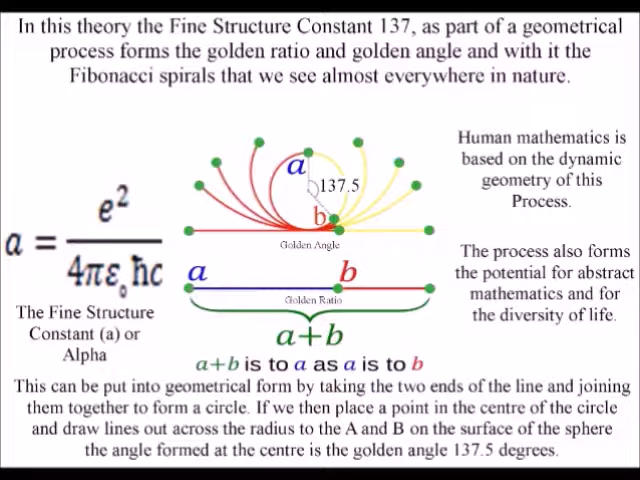 In this theory the Fine Structure Constant 137, as part of a geometrical
process forms the golden ratio and golden angle and with it the
Fibonacci spirals that we see almost everywhere in nature.
a
137.5
b
Golden Angle
Human mathematics is
based on the dynamic
geometry of this
Process.
a = e² / 4πε₀ħc
The Fine Structure
Constant (a) or
Alpha
a b
Golden Ratio
a+b
a+b is to a as a is to b
The process also forms
the potential for abstract
mathematics and for
the diversity of life.
This can be put into geometrical form by taking the two ends of the line and joining
them together to form a circle. If we then place a point in the centre of the circle
and draw lines out across the radius to the A and B on the surface of the sphere
the angle formed at the centre is the golden angle 137.5 degrees.